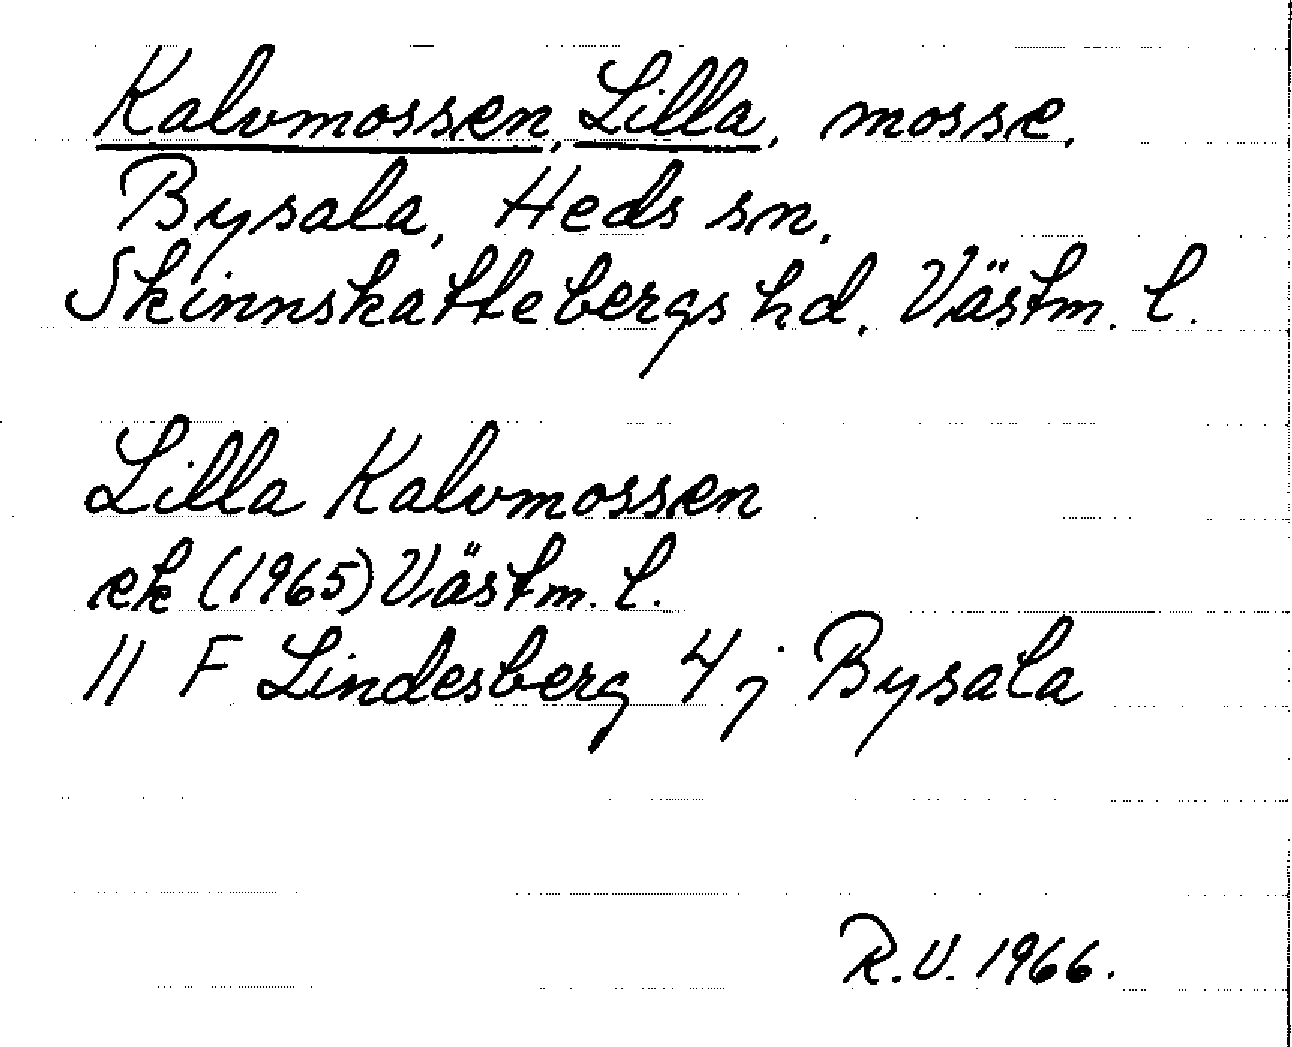 Kalvmossen, Lilla, mosse,
Bysala, Heds sn,
Skinnskattebergs hd, Västm. l.
Lilla Kalvmossen
ek (1965) Västm. l.
11 F Lindesberg 4 j Bysala
R.V. 1966.